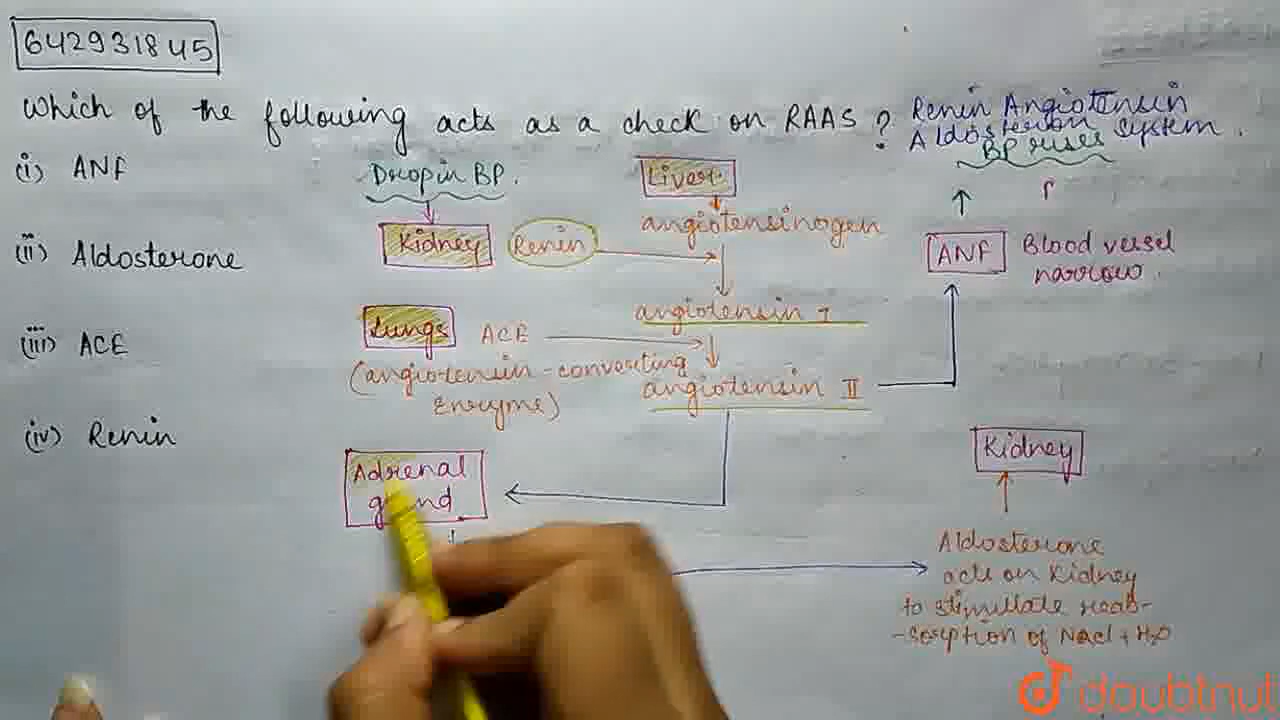 642931845
Which of the following acts as a check on RAAS ?
Renin Angiotensin
Aldosteron System.
(i) ANF
(ii) Aldosterone
(iii) ACE
(iv) Renin
Drop in BP.
Kidney
Renin
Liver
angiotensinogen
angiotensin I
Lungs
ACE
(angiotensin-converting
Enzyme)
angiotensin II
BP rises
ANF
Blood vessel
narrow.
Adrenal
gland
Kidney
Aldosterone
acts on Kidney
to stimulate reab-
-sorption of NaCl + H2O
doubtnut